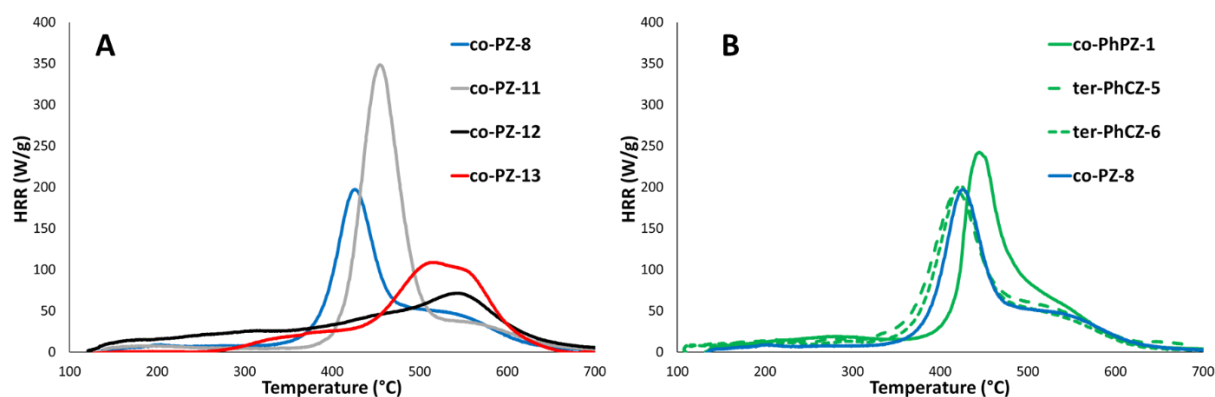 A
HRR (W/g)
400
350
300
250
200
150
100
50
0
100
200
300
400
500
600
700
Temperature (°C)
co-PZ-8
co-PZ-11
co-PZ-12
co-PZ-13
B
HRR (W/g)
400
350
300
250
200
150
100
50
0
100
200
300
400
500
600
700
Temperature (°C)
co-PhPZ-1
ter-PhCZ-5
ter-PhCZ-6
co-PZ-8